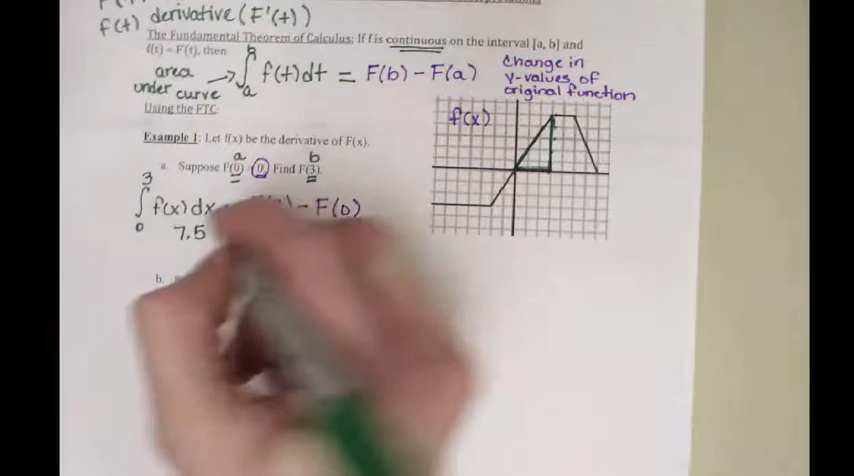 f(t) derivative (F'(t))
The Fundamental Theorem of Calculus: If f is continuous on the interval [a, b] and
f(t) = F'(t), then
area under curve → ∫ₐᵇ f(t)dt = F(b) - F(a)
Change in
y-values of
original function
Using the FTC:
f(x)
Example 1: Let f(x) be the derivative of F(x).
a b
a. Suppose F(0) = 0. Find F(3).
∫₀³ f(x)dx - F(0)
7.5
b.